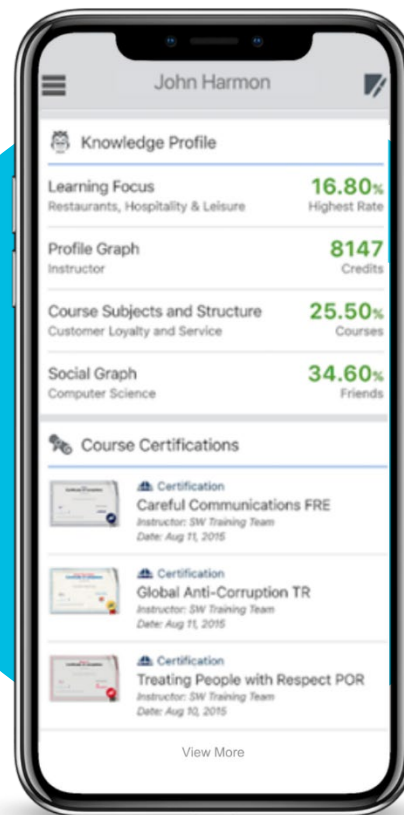 John Harmon
Knowledge Profile
Learning Focus
16.80%
Restaurants, Hospitality & Leisure
Highest Rate
Profile Graph
8147
Instructor
Credits
Course Subjects and Structure
25.50%
Customer Loyalty and Service
Courses
Social Graph
34.60%
Computer Science
Friends
Course Certifications
Certification
Careful Communications FRE
Instructor: SW Training Team
Date: Aug 11, 2015
Certification
Global Anti-Corruption TR
Instructor: SW Training Team
Date: Aug 11, 2015
Certification
Treating People with Respect POR
Instructor: SW Training Team
Date: Aug 10, 2015
View More